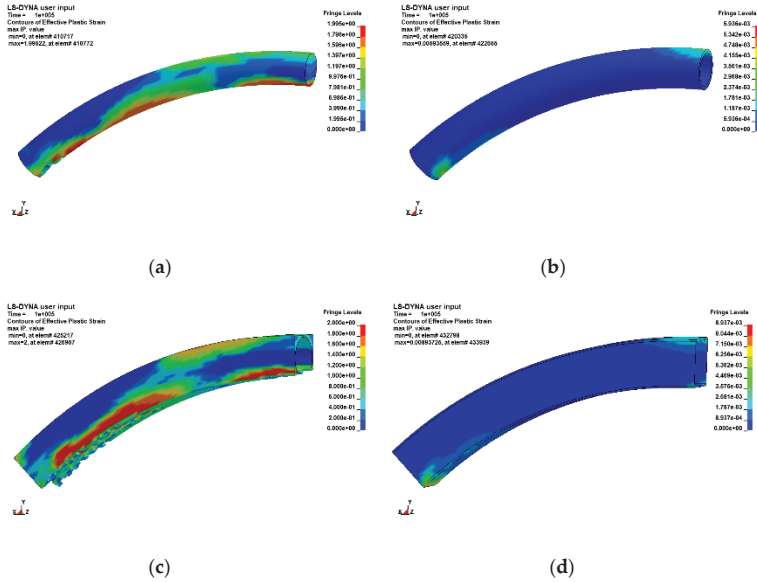 LS-DYNA user input
Time = 1e+005
Contours of Effective Plastic Strain
max IP. value
min=0, at elem# 410717
max=1.99522, at elem# 410772
Fringe Levels
1.995e+00
1.796e+00
1.596e+00
1.397e+00
1.197e+00
9.976e-01
7.981e-01
5.986e-01
3.990e-01
1.995e-01
0.000e+00
Y
X Z
(a)
LS-DYNA user input
Time = 1e+005
Contours of Effective Plastic Strain
max IP. value
min=0, at elem# 420335
max=0.00593559, at elem# 422666
Fringe Levels
5.936e-03
5.342e-03
4.748e-03
4.155e-03
3.561e-03
2.968e-03
2.374e-03
1.781e-03
1.187e-03
5.936e-04
0.000e+00
Y
X Z
(b)
LS-DYNA user input
Time = 1e+005
Contours of Effective Plastic Strain
max IP. value
min=0, at elem# 425217
max=2, at elem# 426987
Fringe Levels
2.000e+00
1.800e+00
1.600e+00
1.400e+00
1.200e+00
1.000e+00
8.000e-01
6.000e-01
4.000e-01
2.000e-01
0.000e+00
Y
X Z
(c)
LS-DYNA user input
Time = 1e+005
Contours of Effective Plastic Strain
max IP. value
min=0, at elem# 432798
max=0.00893726, at elem# 433939
Fringe Levels
8.937e-03
8.044e-03
7.150e-03
6.256e-03
5.362e-03
4.469e-03
3.575e-03
2.681e-03
1.787e-03
8.937e-04
0.000e+00
Y
X Z
(d)